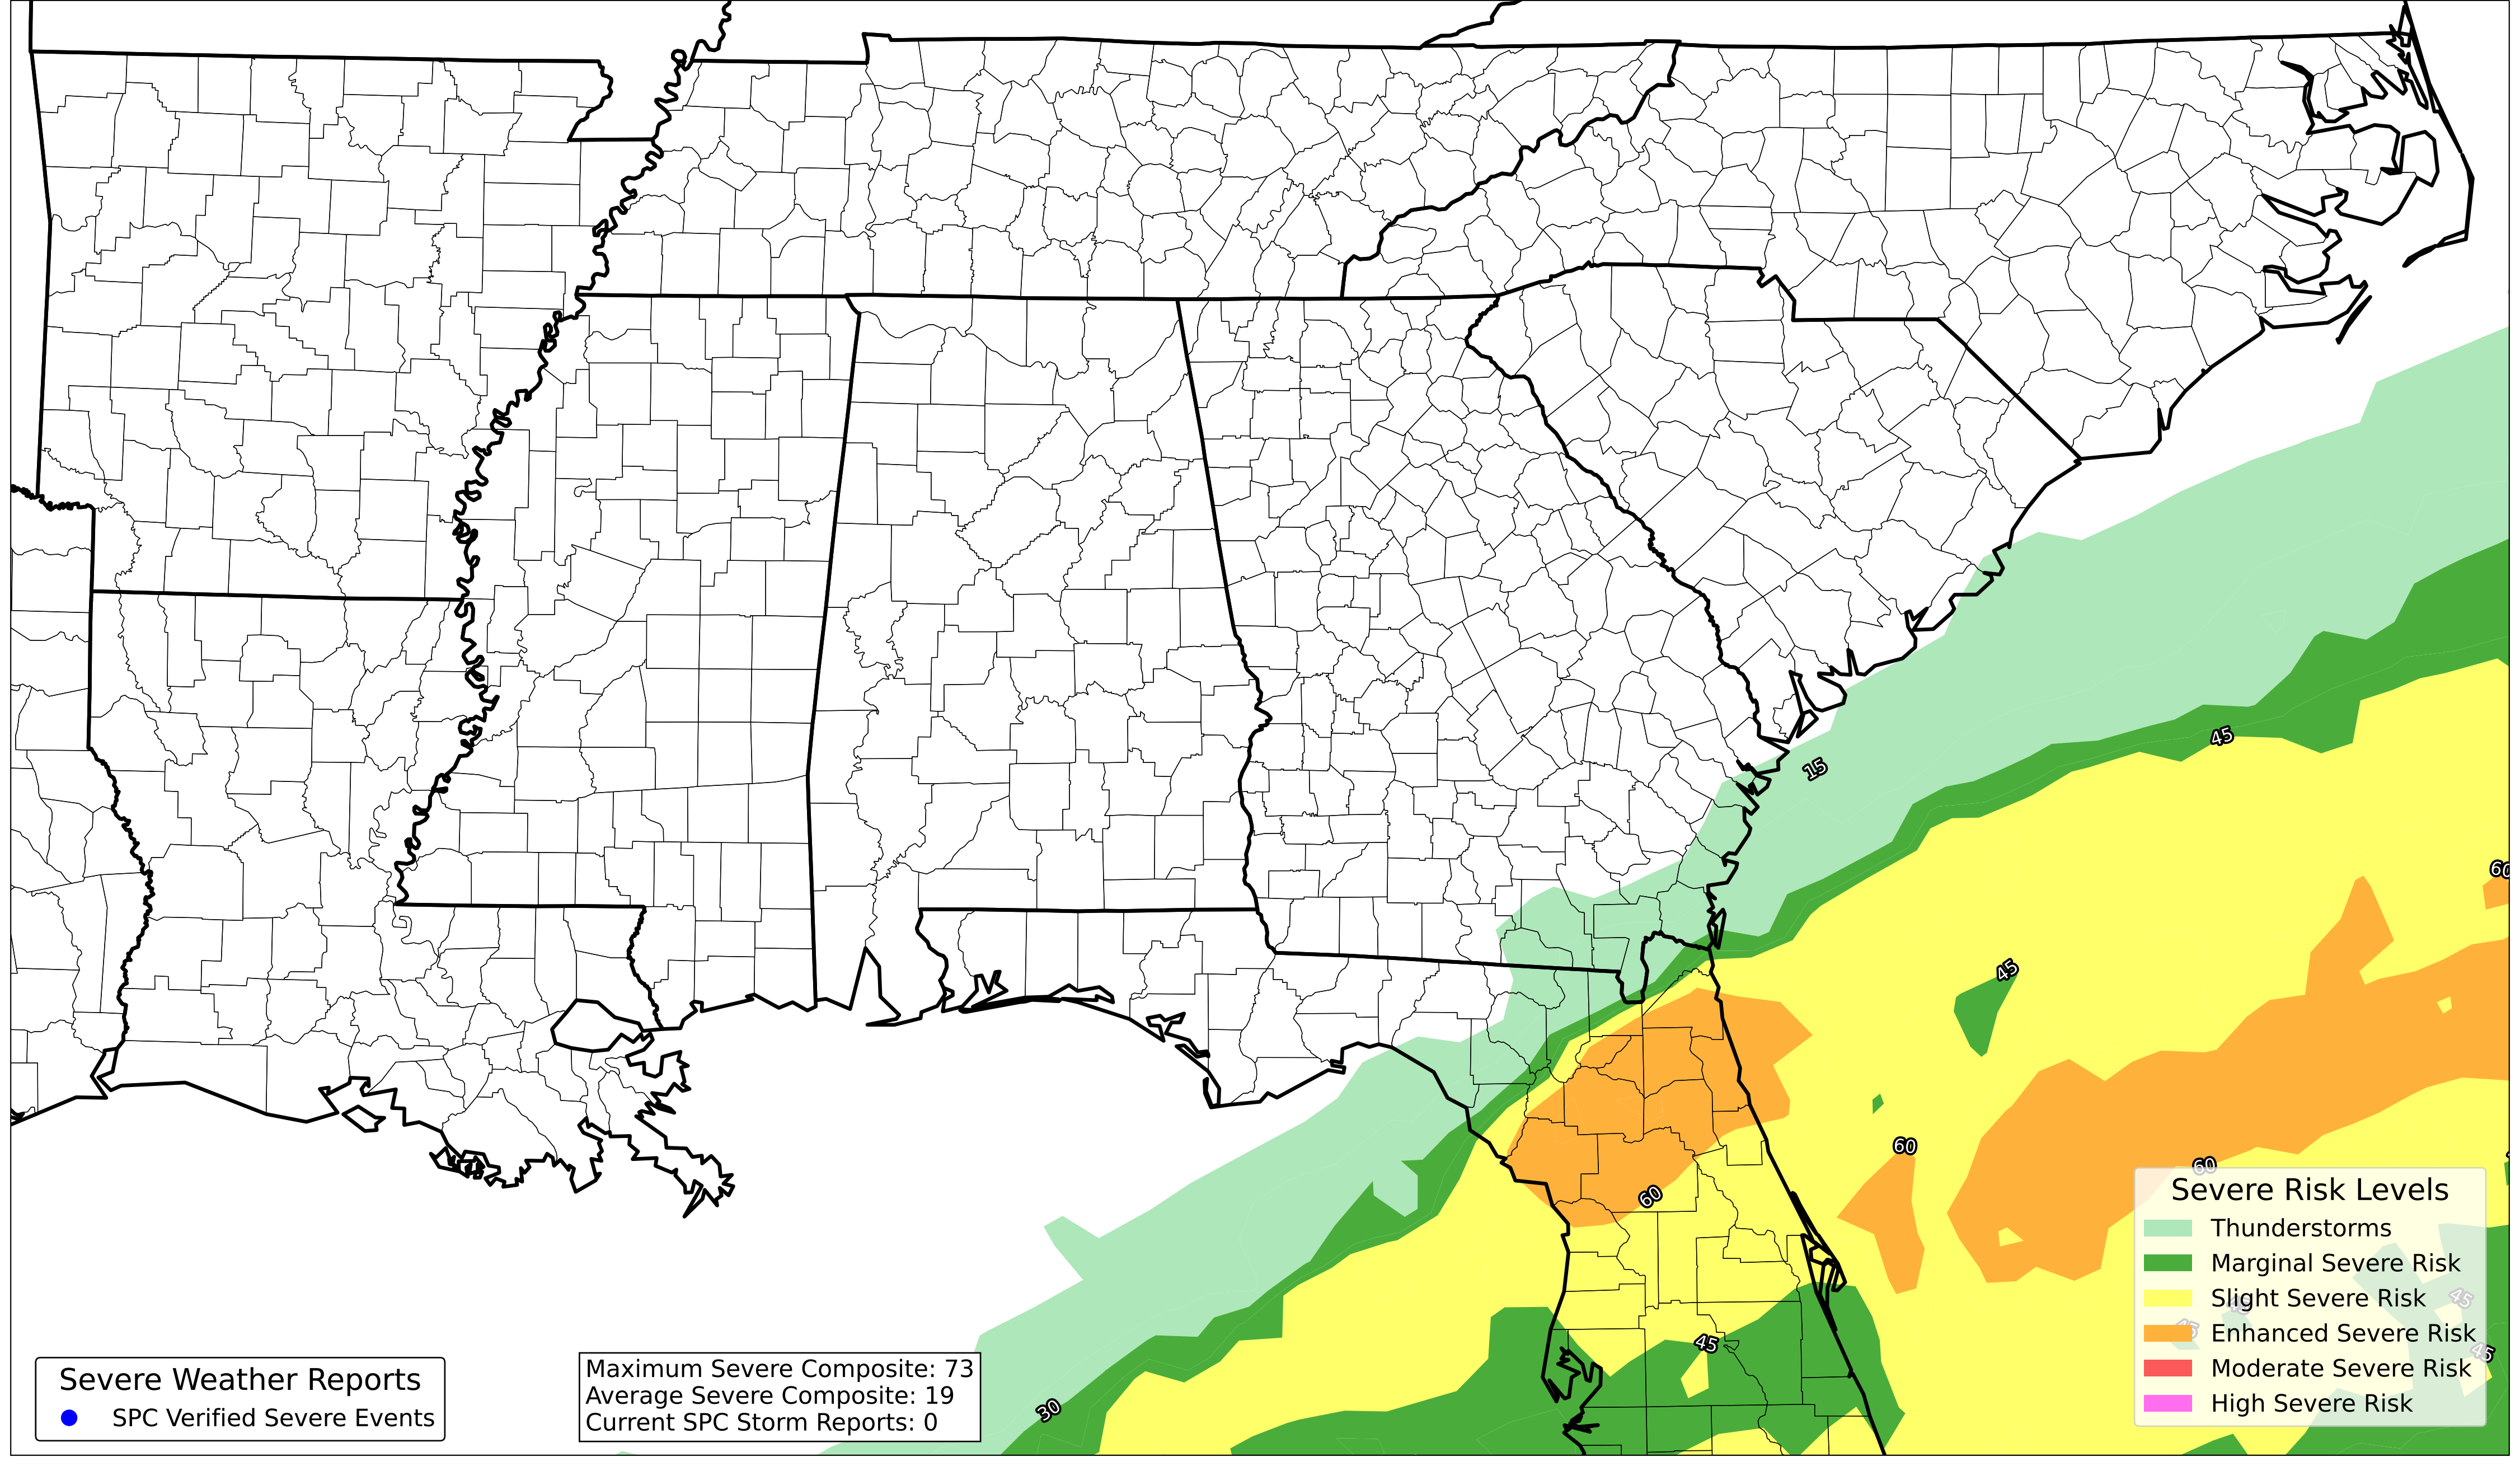 15
45
60
45
60
60
60
45
30
Severe Risk Levels
Thunderstorms
Marginal Severe Risk
Slight Severe Risk
Enhanced Severe Risk
Moderate Severe Risk
High Severe Risk
45
45
Severe Weather Reports
SPC Verified Severe Events
Maximum Severe Composite: 73
Average Severe Composite: 19
Current SPC Storm Reports: 0